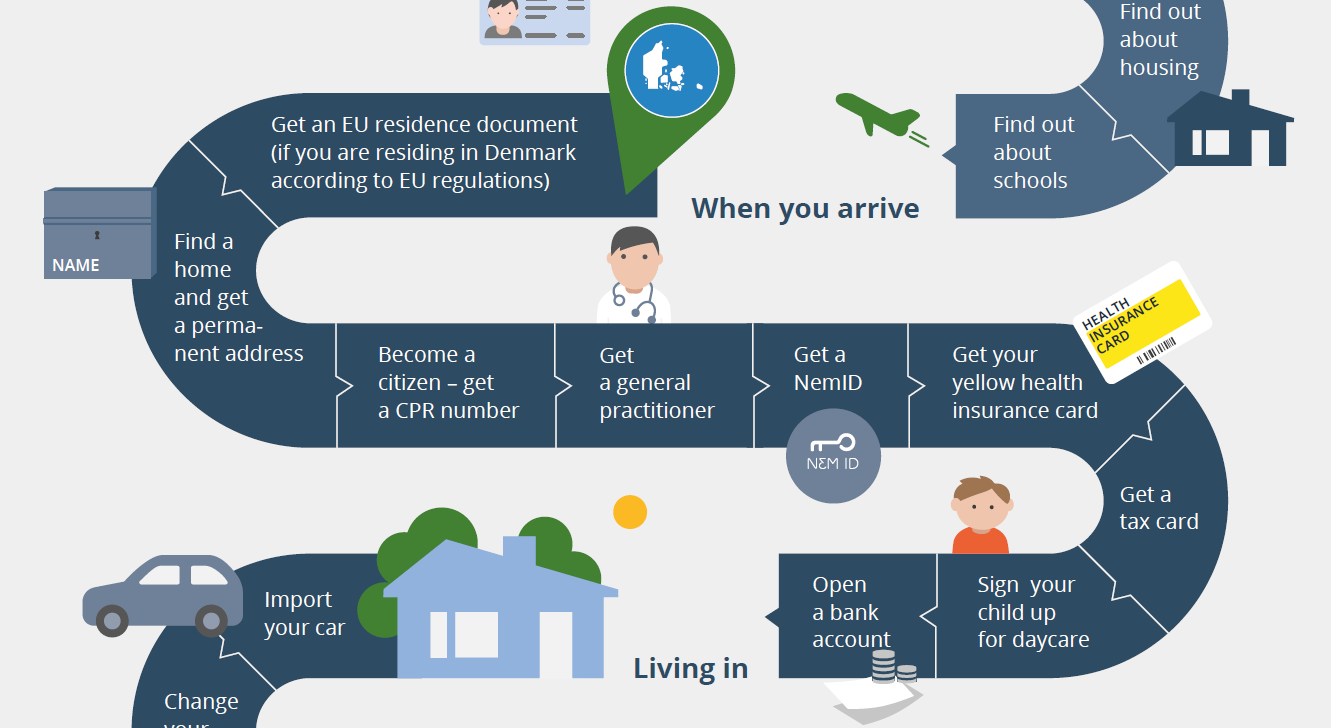 Find out
about
housing
Find out
about
schools
When you arrive
Get an EU residence document
(if you are residing in Denmark
according to EU regulations)
NAME
Find a
home
and get
a perma-
nent address
Become a
citizen – get
a CPR number
Get
a general
practitioner
Get a
NemID
NEM ID
Get your
yellow health
insurance card
HEALTH
INSURANCE
CARD
Get a
tax card
Sign your
child up
for daycare
Open
a bank
account
Living in
Import
your car
Change
your